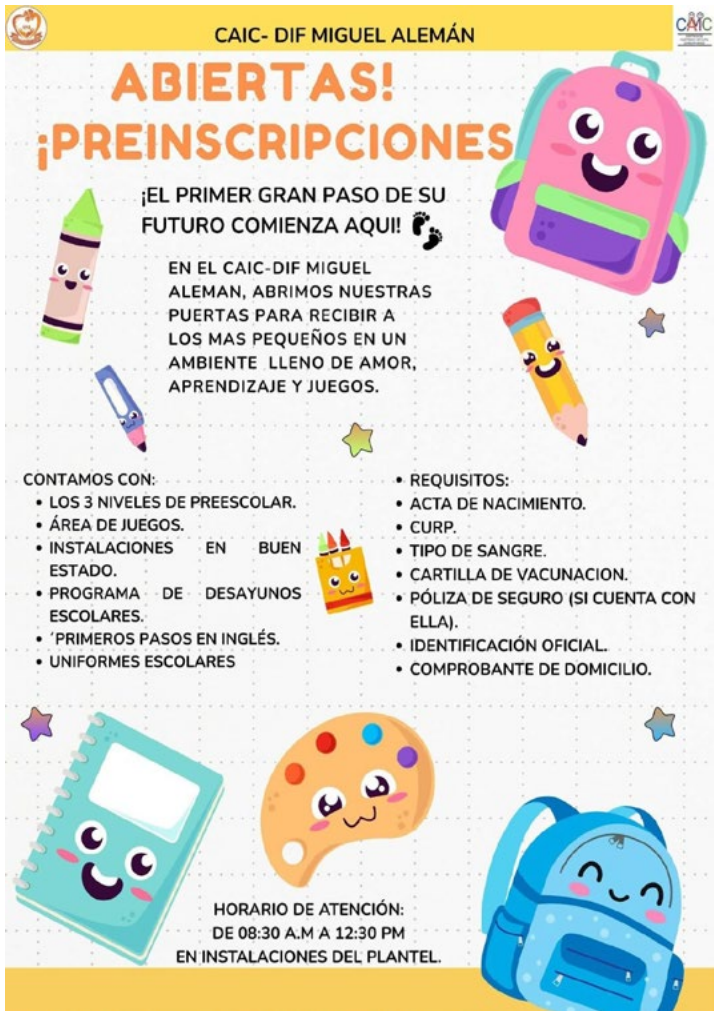 CAIC- DIF MIGUEL ALEMÁN
CAIC
ABIERTAS!
¡PREINSCRIPCIONES
¡EL PRIMER GRAN PASO DE SU
FUTURO COMIENZA AQUI!
EN EL CAIC-DIF MIGUEL
ALEMAN, ABRIMOS NUESTRAS
PUERTAS PARA RECIBIR A
LOS MAS PEQUEÑOS EN UN
AMBIENTE LLENO DE AMOR,
APRENDIZAJE Y JUEGOS.
CONTAMOS CON:
• LOS 3 NIVELES DE PREESCOLAR.
• ÁREA DE JUEGOS.
• INSTALACIONES EN BUEN
ESTADO.
• PROGRAMA DE DESAYUNOS
ESCOLARES.
• ´PRIMEROS PASOS EN INGLÉS.
• UNIFORMES ESCOLARES
• REQUISITOS:
• ACTA DE NACIMIENTO.
• CURP.
• TIPO DE SANGRE.
• CARTILLA DE VACUNACION.
• PÓLIZA DE SEGURO (SI CUENTA CON
ELLA).
• IDENTIFICACIÓN OFICIAL.
• COMPROBANTE DE DOMICILIO.
HORARIO DE ATENCIÓN:
DE 08:30 A.M A 12:30 PM
EN INSTALACIONES DEL PLANTEL.